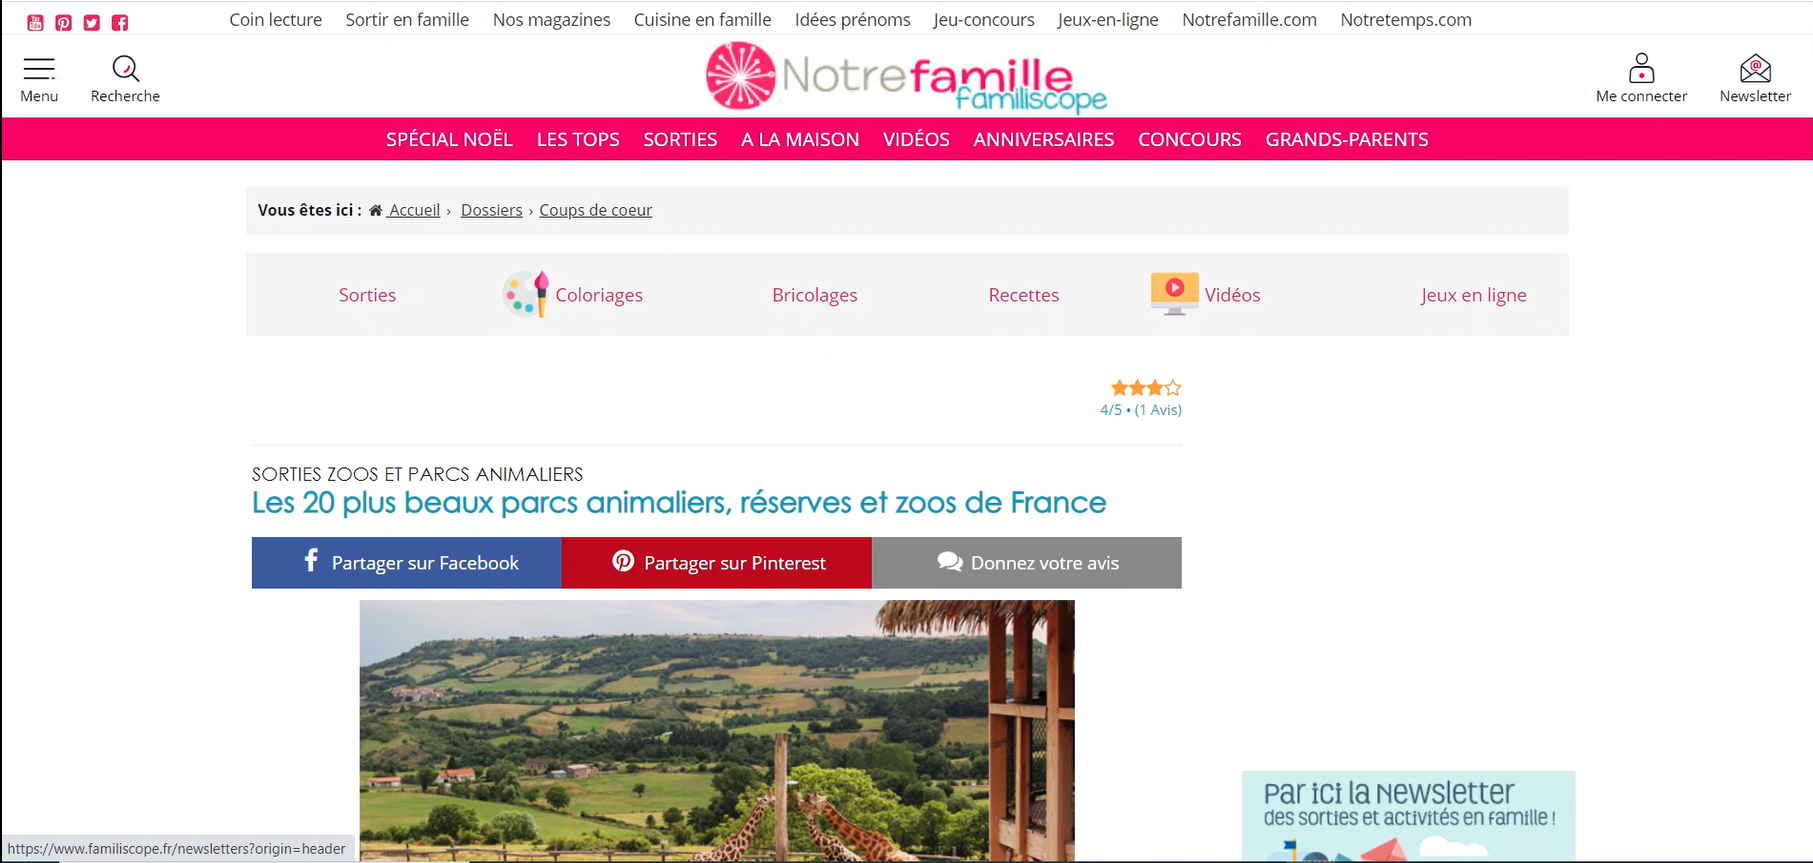 Coin lecture Sortir en famille Nos magazines Cuisine en famille Idées prénoms Jeu-concours Jeux-en-ligne Notrefamille.com Notretemps.com
Menu Recherche
Notrefamille
familiscope
Me connecter Newsletter
SPÉCIAL NOËL LES TOPS SORTIES A LA MAISON VIDÉOS ANNIVERSAIRES CONCOURS GRANDS-PARENTS
Vous êtes ici : Accueil › Dossiers › Coups de coeur
Sorties Coloriages Bricolages Recettes Vidéos Jeux en ligne
4/5 • (1 Avis)
SORTIES ZOOS ET PARCS ANIMALIERS
Les 20 plus beaux parcs animaliers, réserves et zoos de France
Partager sur Facebook Partager sur Pinterest Donnez votre avis
Par ici la newsletter
des sorties et activités en famille !
https://www.familiscope.fr/newsletters?origin=header